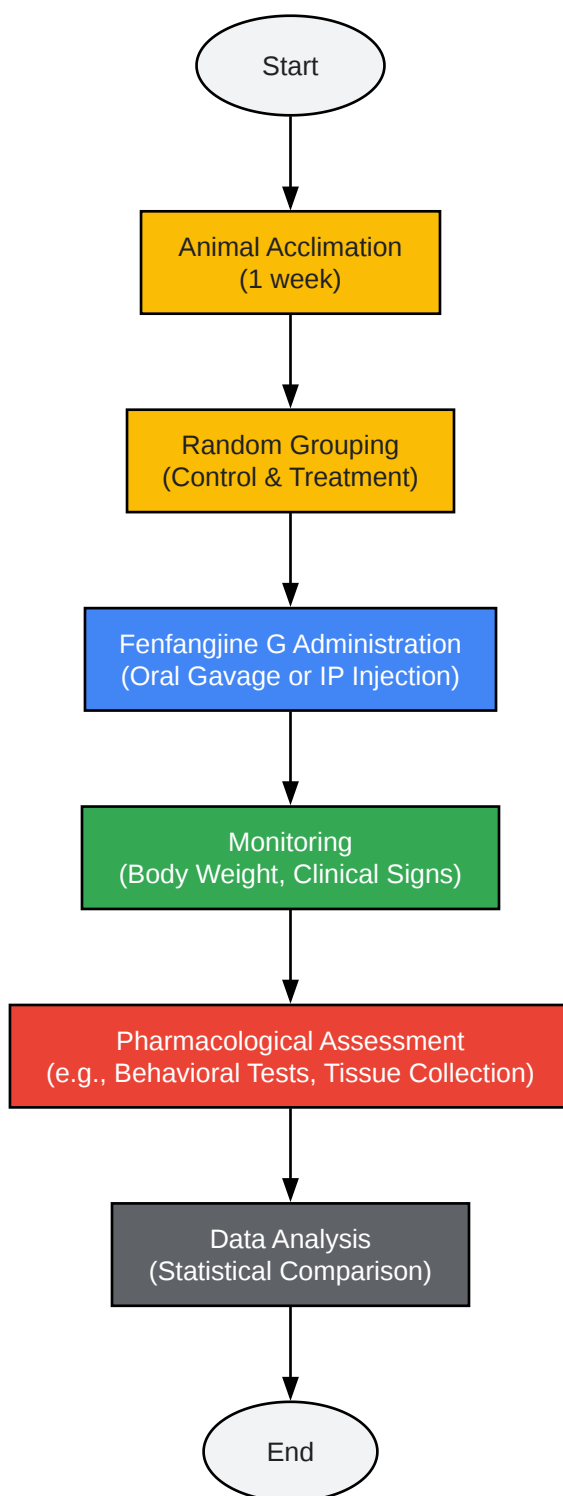 Start
Animal Acclimation
(1 week)
Random Grouping
(Control & Treatment)
Fenfangjine G Administration
(Oral Gavage or IP Injection)
Monitoring
(Body Weight, Clinical Signs)
Pharmacological Assessment
(e.g., Behavioral Tests, Tissue Collection)
Data Analysis
(Statistical Comparison)
End